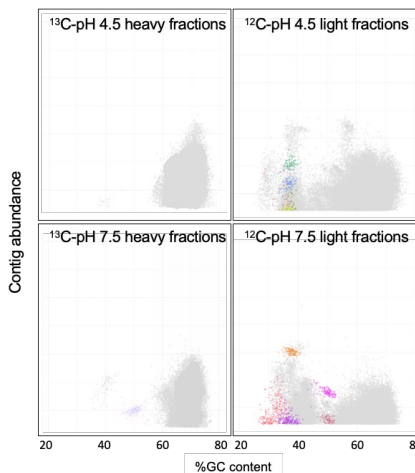 ¹³C-pH 4.5 heavy fractions
¹²C-pH 4.5 light fractions
Contig abundance
¹³C-pH 7.5 heavy fractions
¹²C-pH 7.5 light fractions
20 40 60 80 20 40 60 80
%GC content